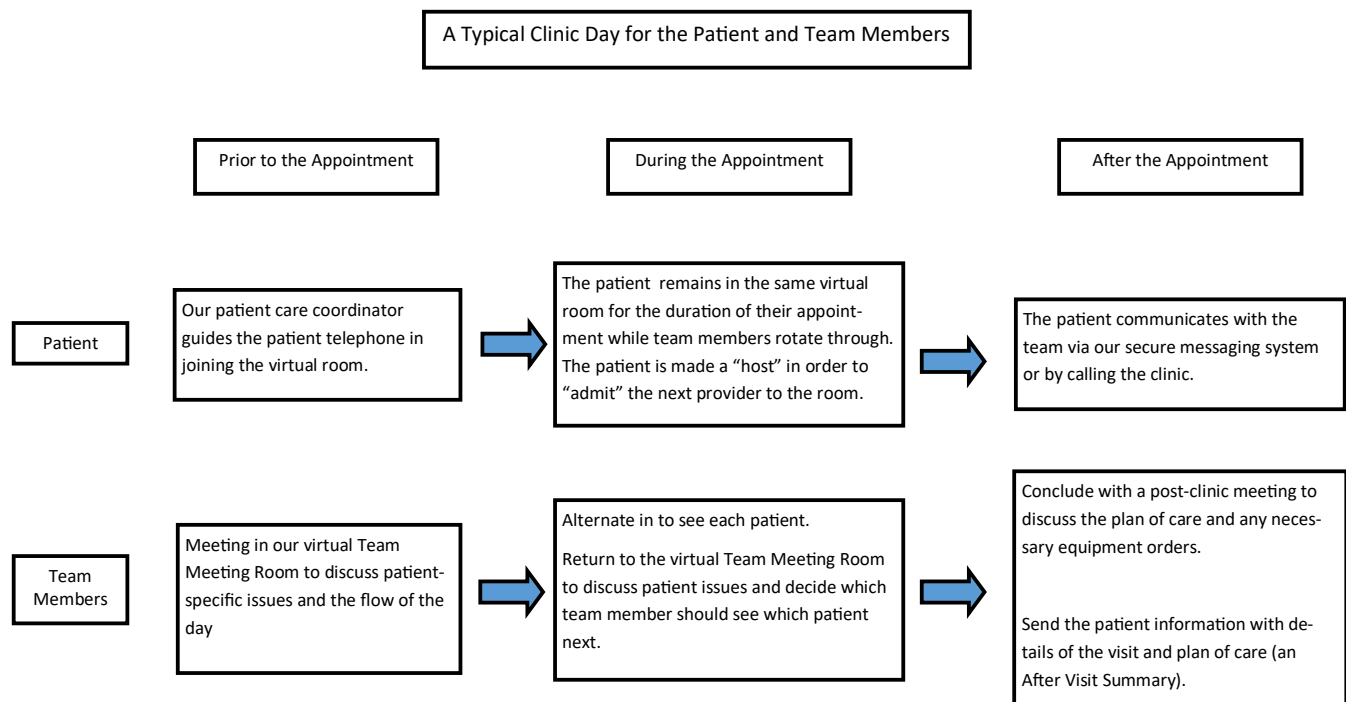 A Typical Clinic Day for the Patient and Team Members
Prior to the Appointment
During the Appointment
After the Appointment
Patient
Our patient care coordinator
guides the patient telephone in
joining the virtual room.
The patient  remains in the same virtual
room for the duration of their appoint-
ment while team members rotate through.
The patient is made a “host” in order to
“admit” the next provider to the room.
The patient communicates with the
team via our secure messaging system
or by calling the clinic.
Team
Members
Meeting in our virtual Team
Meeting Room to discuss patient-
specific issues and the flow of the
day
Alternate in to see each patient.
Return to the virtual Team Meeting Room
to discuss patient issues and decide which
team member should see which patient
next.
Conclude with a post-clinic meeting to
discuss the plan of care and any neces-
sary equipment orders.
Send the patient information with de-
tails of the visit and plan of care (an
After Visit Summary).